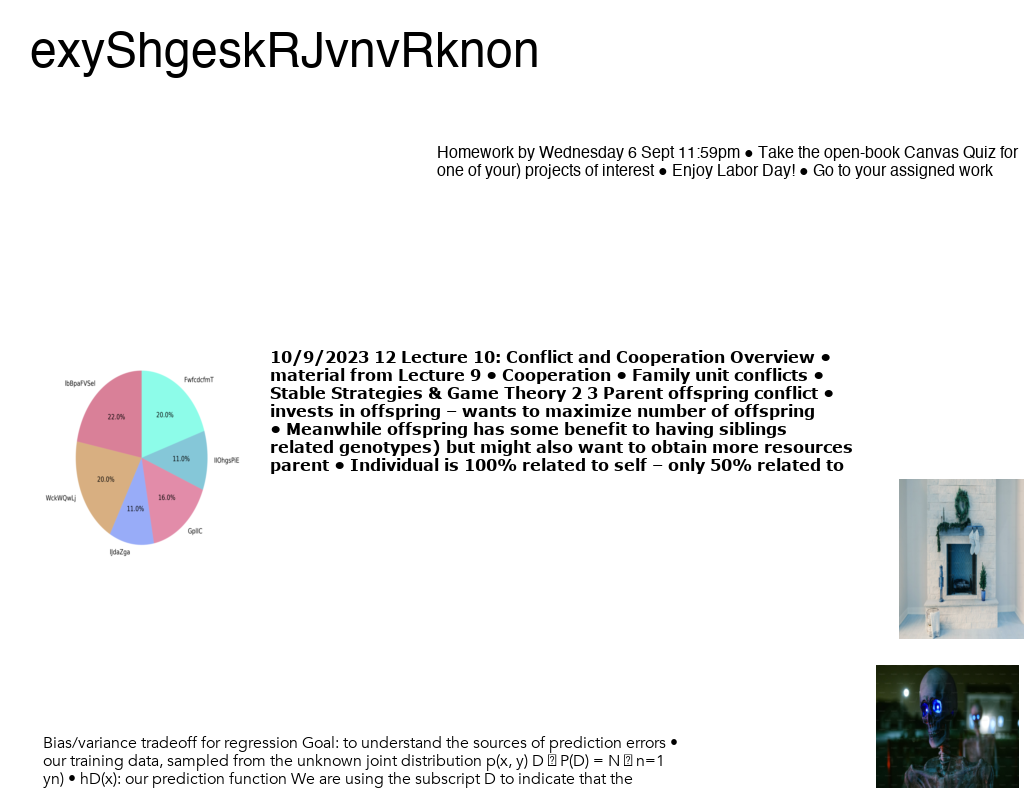 exyShgeskRJvnvRknon
Homework by Wednesday 6 Sept 11:59pm ● Take the open-book Canvas Quiz for
one of your) projects of interest ● Enjoy Labor Day! ● Go to your assigned work
10/9/2023 12 Lecture 10: Conflict and Cooperation Overview •
material from Lecture 9 • Cooperation • Family unit conflicts •
Stable Strategies & Game Theory 2 3 Parent offspring conflict •
invests in offspring – wants to maximize number of offspring
• Meanwhile offspring has some benefit to having siblings
related genotypes) but might also want to obtain more resources
parent • Individual is 100% related to self – only 50% related to
FwfcdcfmT
20.0%
22.0%
11.0%
20.0%
16.0%
WckWQwLj
11.0%
IJdaZga
Bias/variance tradeoff for regression Goal: to understand the sources of prediction errors •
our training data, sampled from the unknown joint distribution p(x, y) D P(D) = N n=1
yn) • hD(x): our prediction function We are using the subscript D to indicate that the